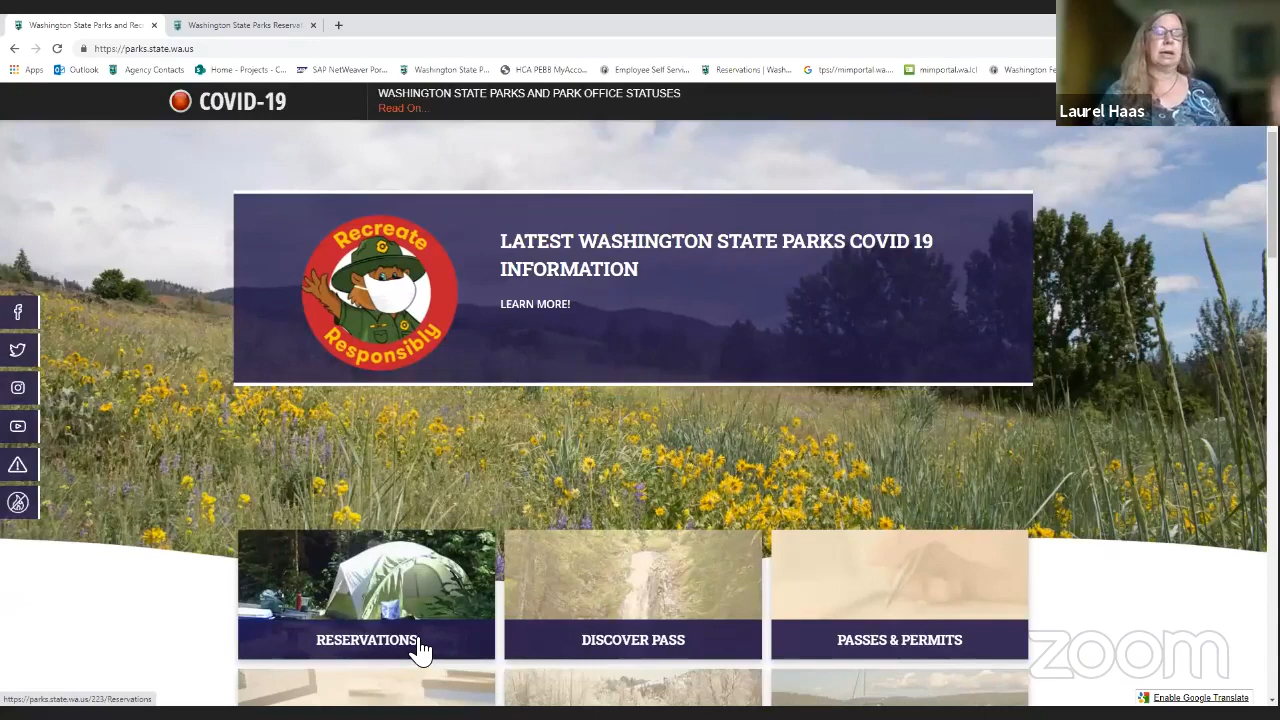 Washington State Parks and Rec
Washington State Parks Reservat
https://parks.state.wa.us
Apps
Outlook
Agency Contacts
Home - Projects - C...
SAP NetWeaver Por...
Washington State P...
HCA PEBB MyAcco...
Employee Self Servi...
Reservations | Wash...
tps://mimportal.wa....
mimportal.wa.lcl
Washington Fe
COVID-19
WASHINGTON STATE PARKS AND PARK OFFICE STATUSES
Read On...
Laurel Haas
Recreate
Responsibly
LATEST WASHINGTON STATE PARKS COVID 19
INFORMATION
LEARN MORE!
RESERVATIONS
DISCOVER PASS
PASSES & PERMITS
zoom
https://parks.state.wa.us/223/Reservations
Enable Google Translate